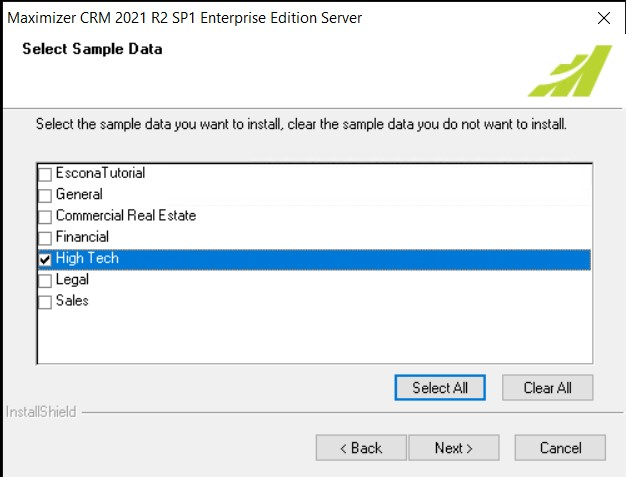 Maximizer CRM 2021 R2 SP1 Enterprise Edition Server
Select Sample Data
Select the sample data you want to install, clear the sample data you do not want to install.
EsconaTutorial
General
Commercial Real Estate
Financial
High Tech
Legal
Sales
Select All
Clear All
InstallShield
< Back
Next >
Cancel